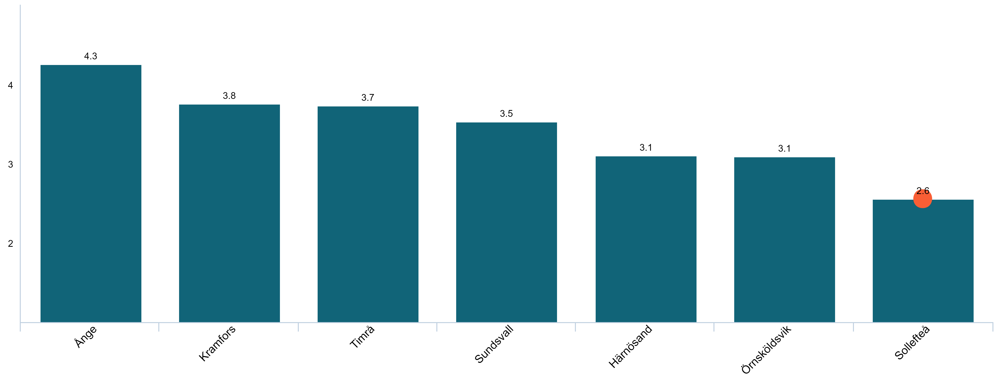 4.3
3.8
3.7
3.5
3.1
3.1
2.6
4
3
2
Ånge
Kramfors
Timrå
Sundsvall
Härnösand
Örnsköldsvik
Sollefteå